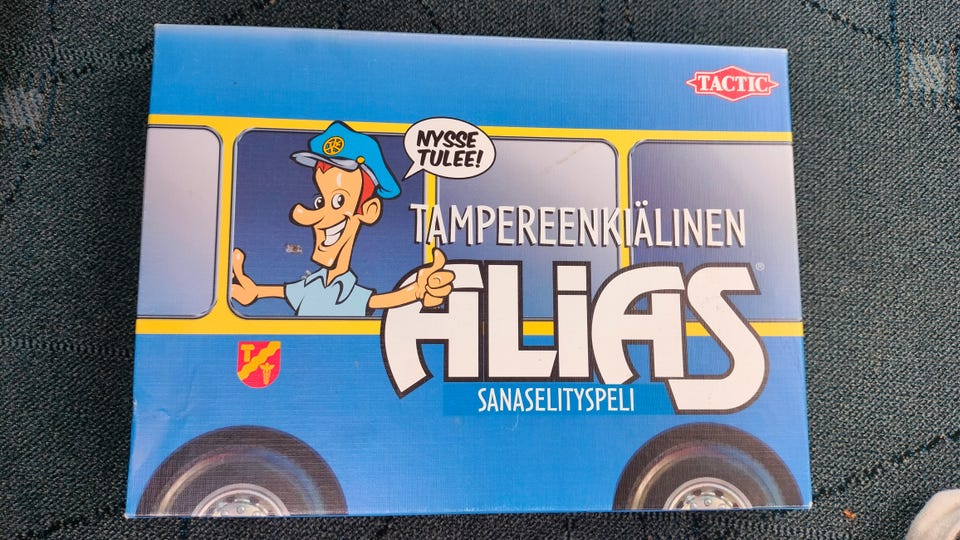 TACTIC
NYSSE
TULEE!
TAMPEREENKIÄLINEN
ALiAS®
SANASELITYSPELI
T